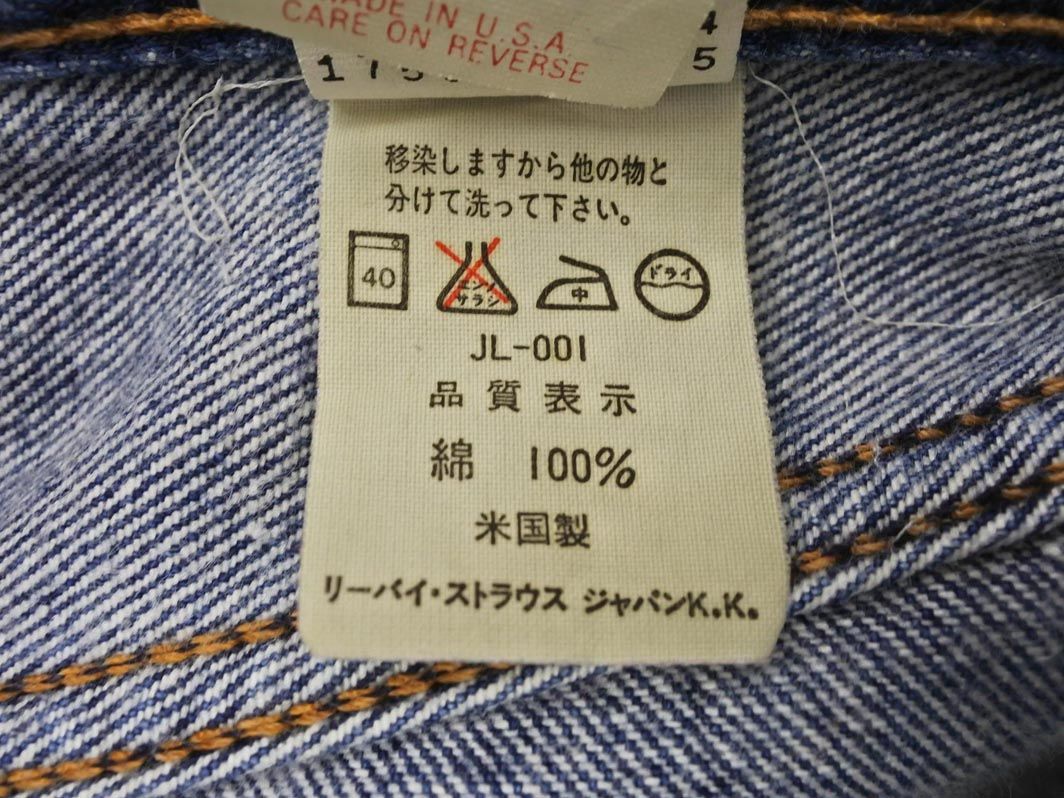 MADE IN U.S.A.
CARE ON REVERSE
4
5
移染しますから他の物と
分けて洗って下さい。
40
エンソ
サラシ
中
ドライ
JL-001
品質表示
綿 100%
米国製
リーバイ・ストラウス ジャパンK.K.